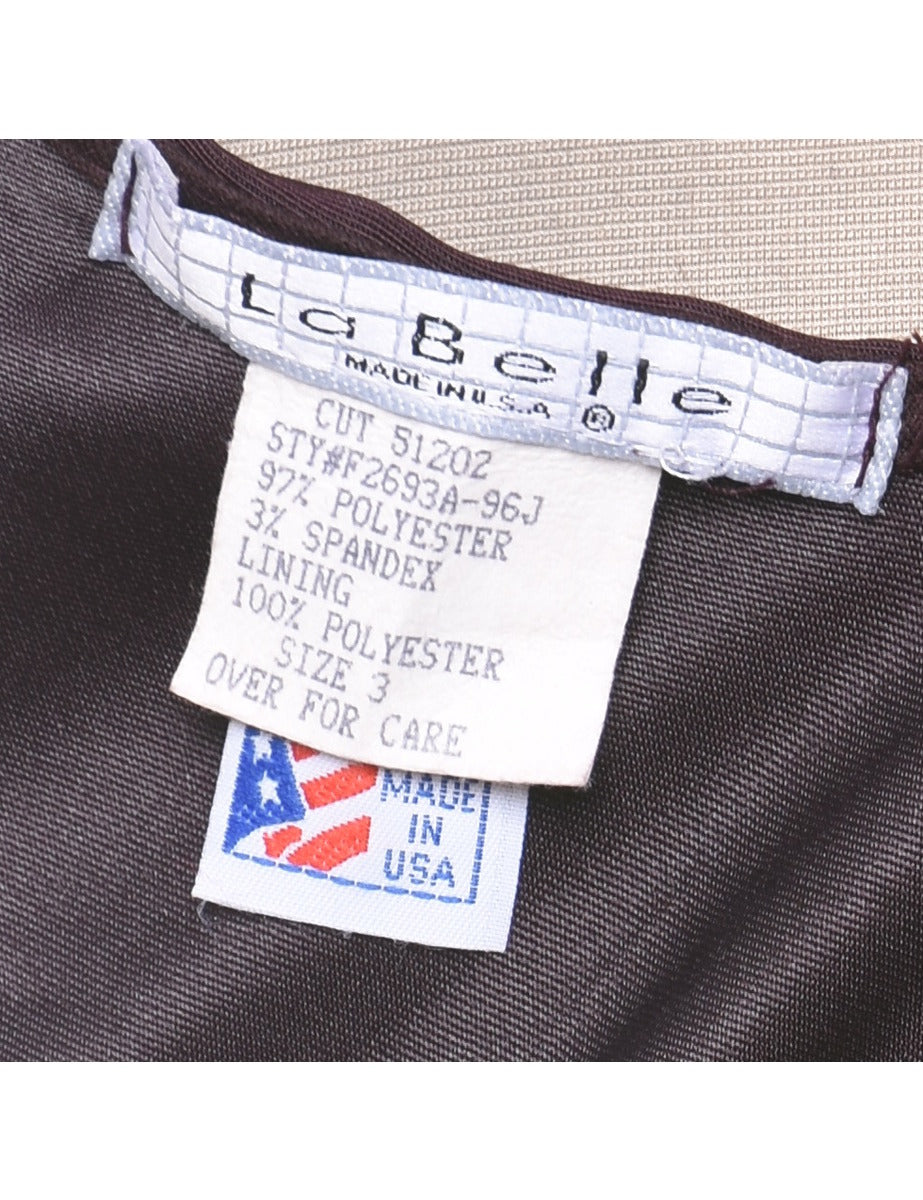 La Belle
MADE IN U.S.A ®
CUT 51202
STY#F2693A-96J
97% POLYESTER
3% SPANDEX
LINING
100% POLYESTER
SIZE 3
OVER FOR CARE
MADE
IN
USA